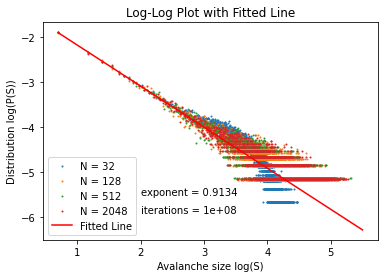 Log-Log Plot with Fitted Line
Distribution log(P(S))
−2
−3
−4
−5
−6
N = 32
N = 128
N = 512
N = 2048
Fitted Line
exponent = 0.9134
iterations = 1e+08
1 2 3 4 5
Avalanche size log(S)